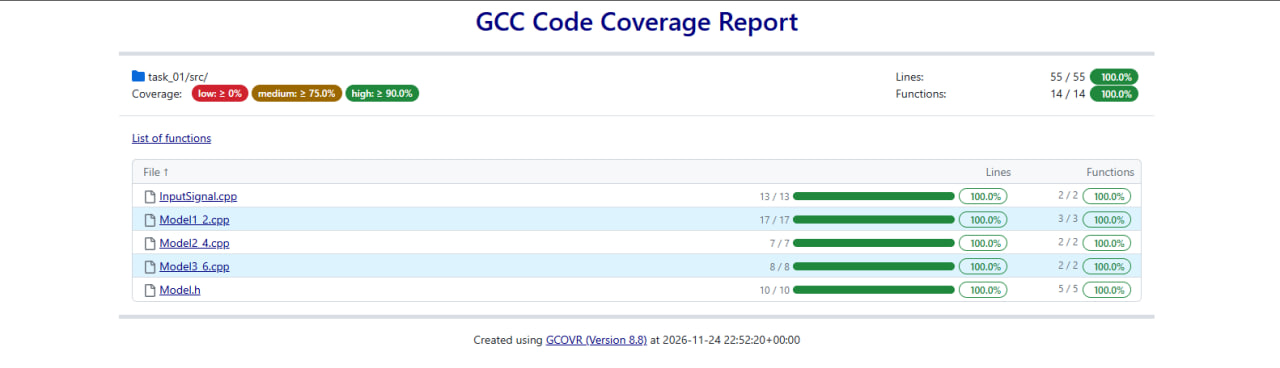 GCC Code Coverage Report
task_01/src/ Lines: 55 / 55 100.0%
Coverage: low: ≥ 0% medium: ≥ 75.0% high: ≥ 90.0% Functions: 14 / 14 100.0%
List of functions
File ↑ Lines Functions
InputSignal.cpp 13 / 13 100.0% 2 / 2 100.0%
Model1_2.cpp 17 / 17 100.0% 3 / 3 100.0%
Model2_4.cpp 7 / 7 100.0% 2 / 2 100.0%
Model3_6.cpp 8 / 8 100.0% 2 / 2 100.0%
Model.h 10 / 10 100.0% 5 / 5 100.0%
Created using GCOVR (Version 8.8) at 2026-11-24 22:52:20+00:00